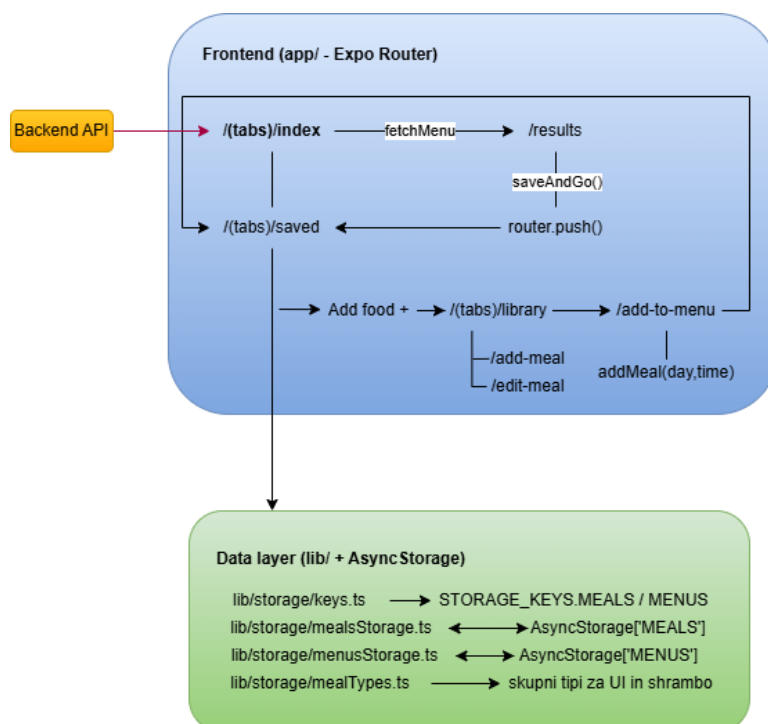 Frontend (app/ - Expo Router)
Backend API
/(tabs)/index
fetchMenu
/results
saveAndGo()
/(tabs)/saved
router.push()
Add food +
/(tabs)/library
/add-to-menu
/add-meal
addMeal(day,time)
/edit-meal
Data layer (lib/ + AsyncStorage)
lib/storage/keys.ts
STORAGE_KEYS.MEALS / MENUS
lib/storage/mealsStorage.ts
AsyncStorage['MEALS']
lib/storage/menusStorage.ts
AsyncStorage['MENUS']
lib/storage/mealTypes.ts
skupni tipi za UI in shrambo